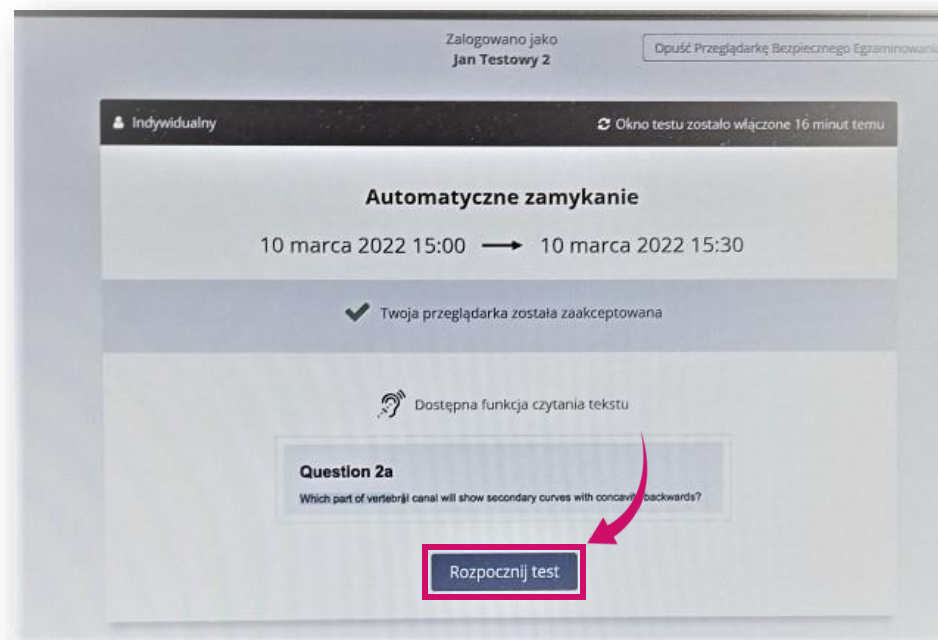 Zalogowano jako
Jan Testowy 2
Opuść Przeglądarkę Bezpiecznego Egzaminowania
Indywidualny
Okno testu zostało włączone 16 minut temu
Automatyczne zamykanie
10 marca 2022 15:00 → 10 marca 2022 15:30
Twoja przeglądarka została zaakceptowana
Dostępna funkcja czytania tekstu
Question 2a
Which part of vertebral canal will show secondary curves with concavity backwards?
Rozpocznij test